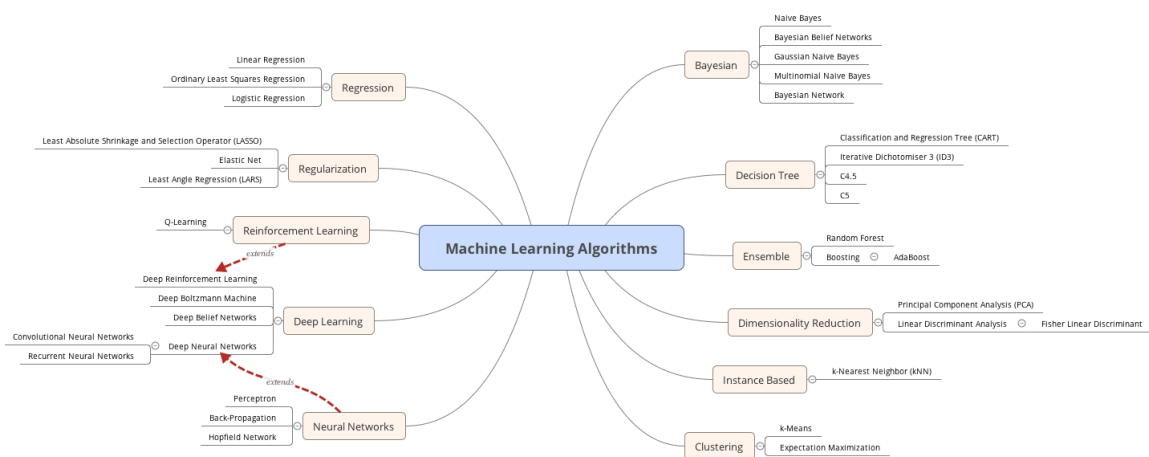 Machine Learning Algorithms
Regression
Linear Regression
Ordinary Least Squares Regression
Logistic Regression
Regularization
Least Absolute Shrinkage and Selection Operator (LASSO)
Elastic Net
Least Angle Regression (LARS)
Reinforcement Learning
Q-Learning
extends
Deep Learning
Deep Reinforcement Learning
Deep Boltzmann Machine
Deep Belief Networks
Deep Neural Networks
Convolutional Neural Networks
Recurrent Neural Networks
extends
Neural Networks
Perceptron
Back-Propagation
Hopfield Network
Bayesian
Naive Bayes
Bayesian Belief Networks
Gaussian Naive Bayes
Multinomial Naive Bayes
Bayesian Network
Decision Tree
Classification and Regression Tree (CART)
Iterative Dichotomiser 3 (ID3)
C4.5
C5
Ensemble
Random Forest
Boosting
AdaBoost
Dimensionality Reduction
Principal Component Analysis (PCA)
Linear Discriminant Analysis
Fisher Linear Discriminant
Instance Based
k-Nearest Neighbor (kNN)
Clustering
k-Means
Expectation Maximization